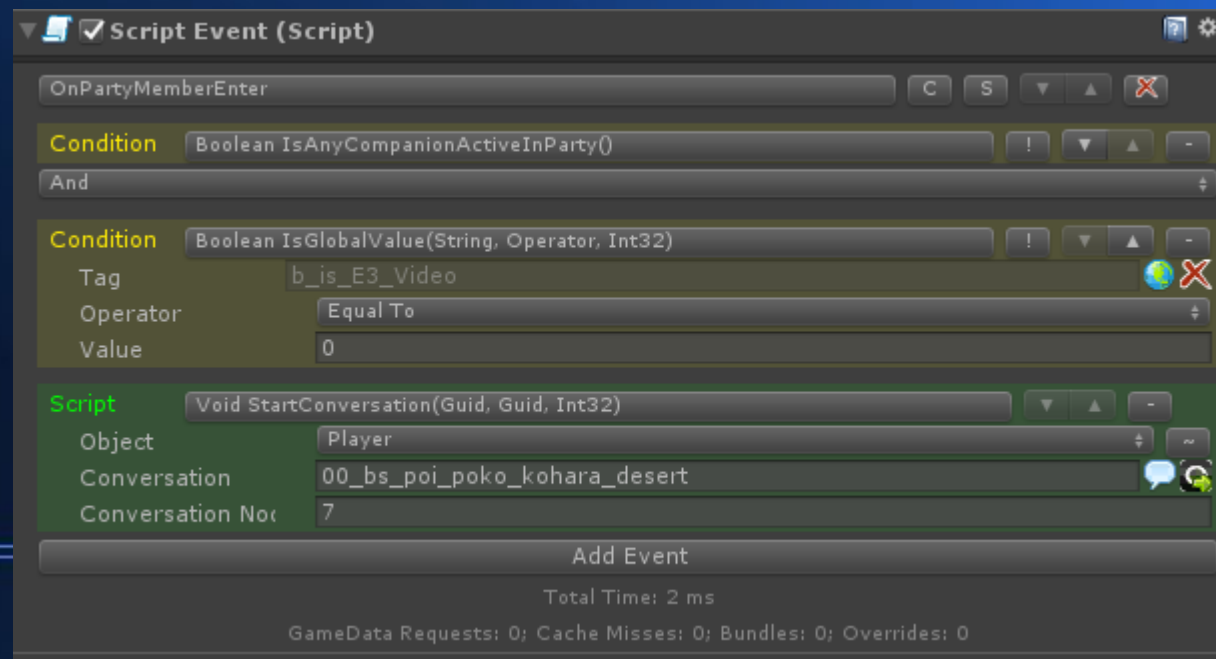 Script Event (Script)
OnPartyMemberEnter C S
Condition Boolean IsAnyCompanionActiveInParty() ! -
And
Condition Boolean IsGlobalValue(String, Operator, Int32) ! -
Tag b_is_E3_Video
Operator Equal To
Value 0
Script Void StartConversation(Guid, Guid, Int32) -
Object Player ~
Conversation 00_bs_poi_poko_kohara_desert
Conversation Noc 7
Add Event
Total Time: 2 ms
GameData Requests: 0; Cache Misses: 0; Bundles: 0; Overrides: 0